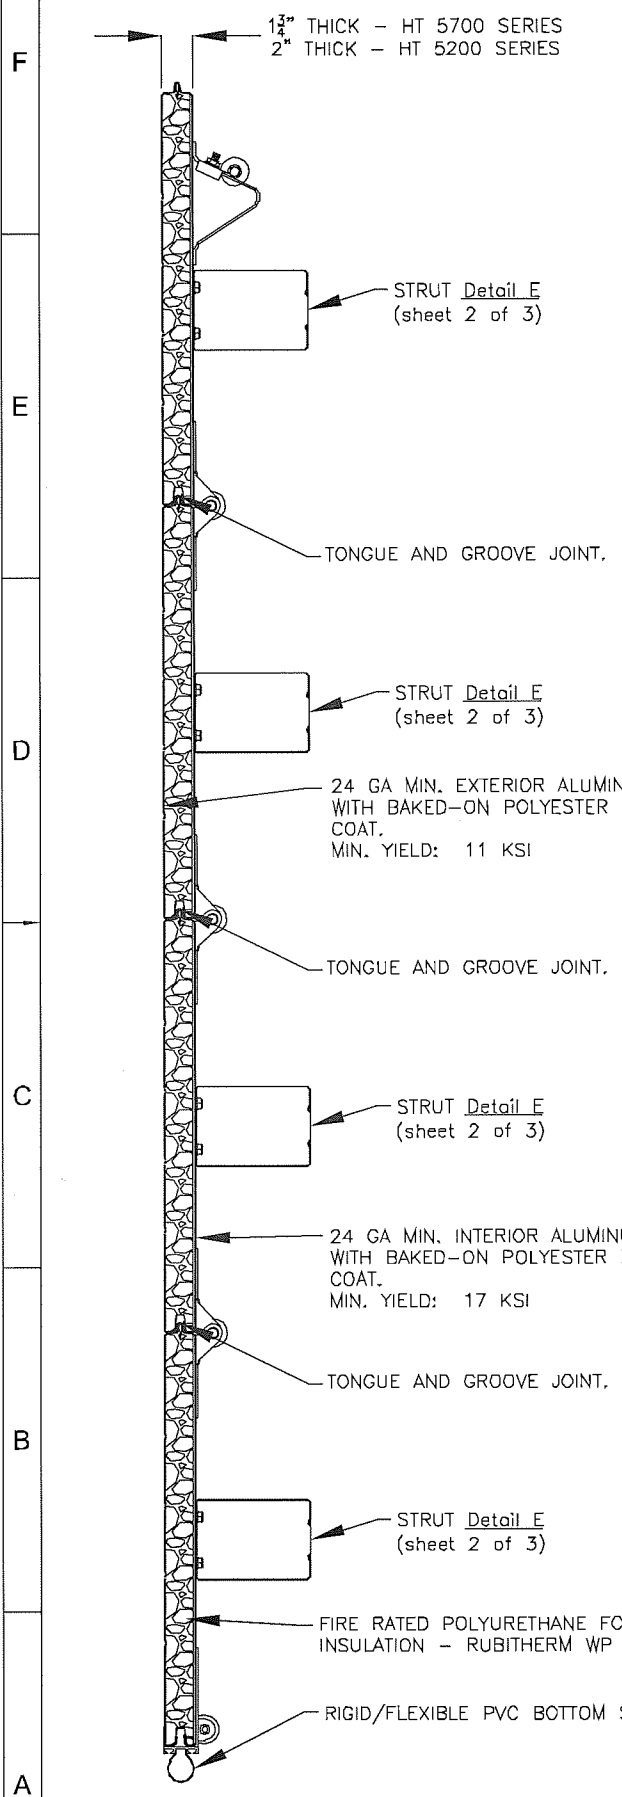 1 3/4" THICK - HT 5700 SERIES
2" THICK - HT 5200 SERIES
F
STRUT Detail E
(sheet 2 of 3)
E
TONGUE AND GROOVE JOINT.
STRUT Detail E
(sheet 2 of 3)
D
24 GA MIN. EXTERIOR ALUMIN
WITH BAKED-ON POLYESTER
COAT.
MIN. YIELD: 11 KSI
TONGUE AND GROOVE JOINT.
C
STRUT Detail E
(sheet 2 of 3)
24 GA MIN. INTERIOR ALUMIN
WITH BAKED-ON POLYESTER
COAT.
MIN. YIELD: 17 KSI
TONGUE AND GROOVE JOINT.
B
STRUT Detail E
(sheet 2 of 3)
FIRE RATED POLYURETHANE FO
INSULATION - RUBITHERM WP
RIGID/FLEXIBLE PVC BOTTOM
A